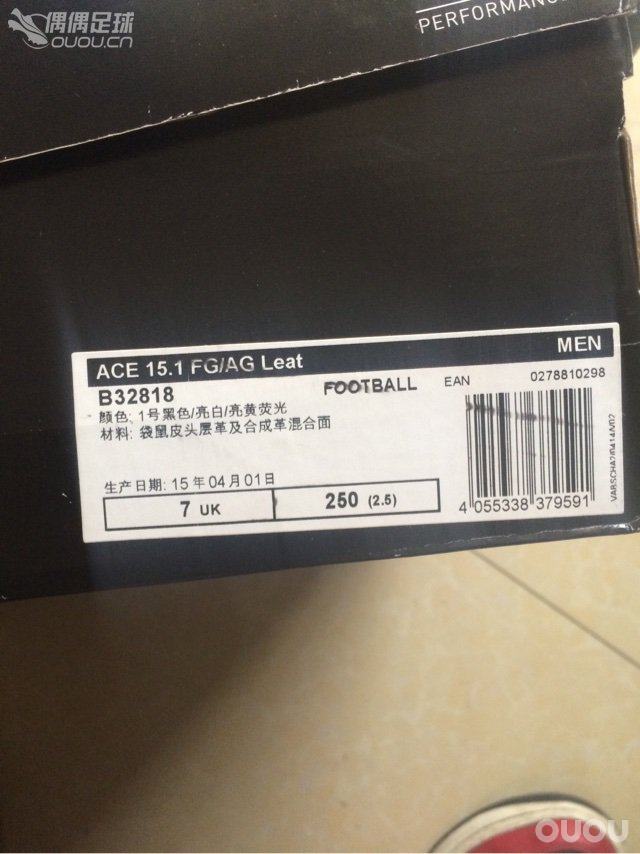 偶偶足球
OUOU.CN
PERFORMANC
ACE 15.1 FG/AG Leat MEN
B32818 FOOTBALL EAN 0278810298
颜色: 1号黑色/亮白/亮黄荧光
材料: 袋鼠皮头层革及合成革混合面
生产日期: 15 年 04 月 01日
7 UK 250 (2.5)
4 055338 379591
OUOU